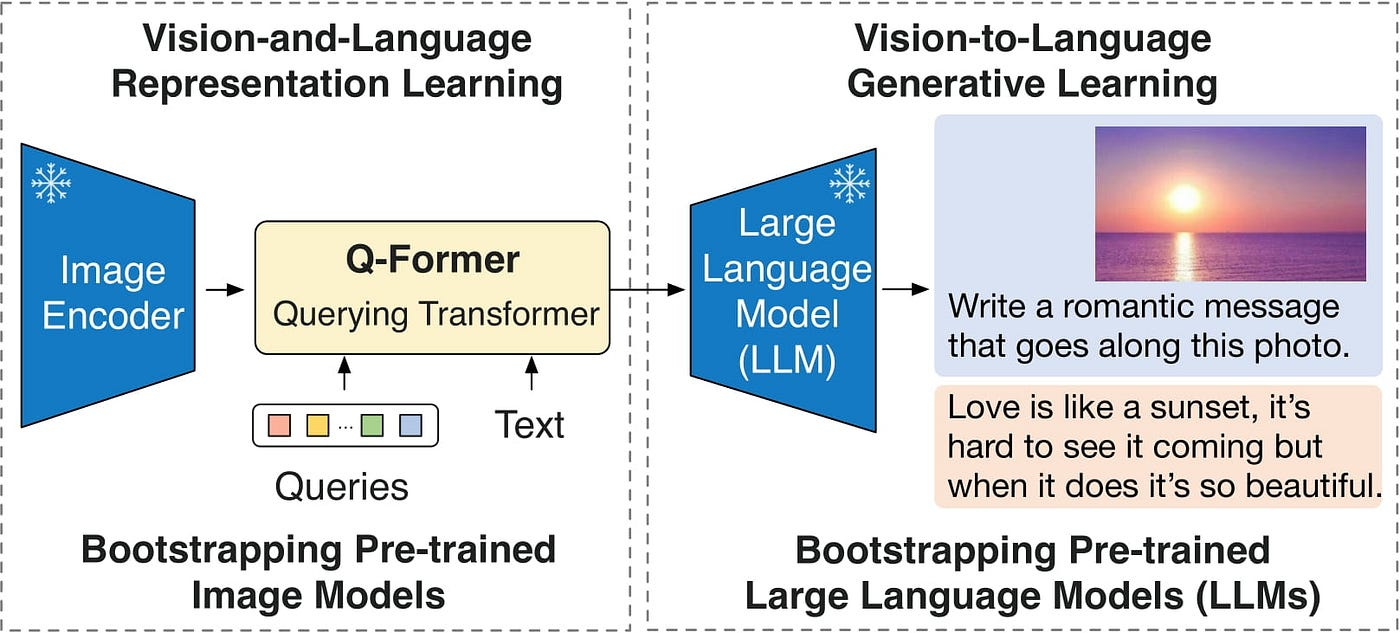 Vision-and-Language
Representation Learning
Image
Encoder
Q-Former
Querying Transformer
...
Queries
Text
Bootstrapping Pre-trained
Image Models
Vision-to-Language
Generative Learning
Large
Language
Model
(LLM)
Write a romantic message
that goes along this photo.
Love is like a sunset, it’s
hard to see it coming but
when it does it’s so beautiful.
Bootstrapping Pre-trained
Large Language Models (LLMs)